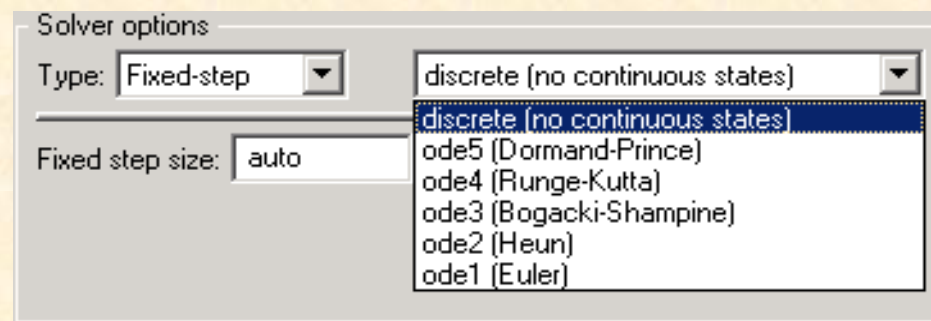 Solver options
Type: Fixed-step discrete (no continuous states)
discrete (no continuous states)
Fixed step size: auto
ode5 (Dormand-Prince)
ode4 (Runge-Kutta)
ode3 (Bogacki-Shampine)
ode2 (Heun)
ode1 (Euler)